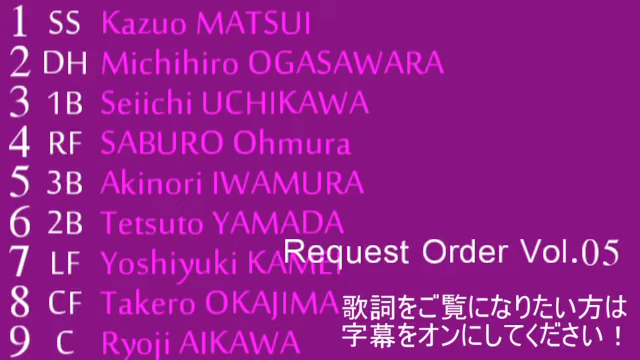 1 SS Kazuo MATSUI
2 DH Michihiro OGASAWARA
3 1B Seiichi UCHIKAWA
4 RF SABURO Ohmura
5 3B Akinori IWAMURA
6 2B Tetsuto YAMADA
Request Order Vol.05
7 LF Yoshiyuki KAMEI
8 CF Takero OKAJIMA
歌詞をご覧になりたい方は
字幕をオンにしてください！
9 C Ryoji AIKAWA